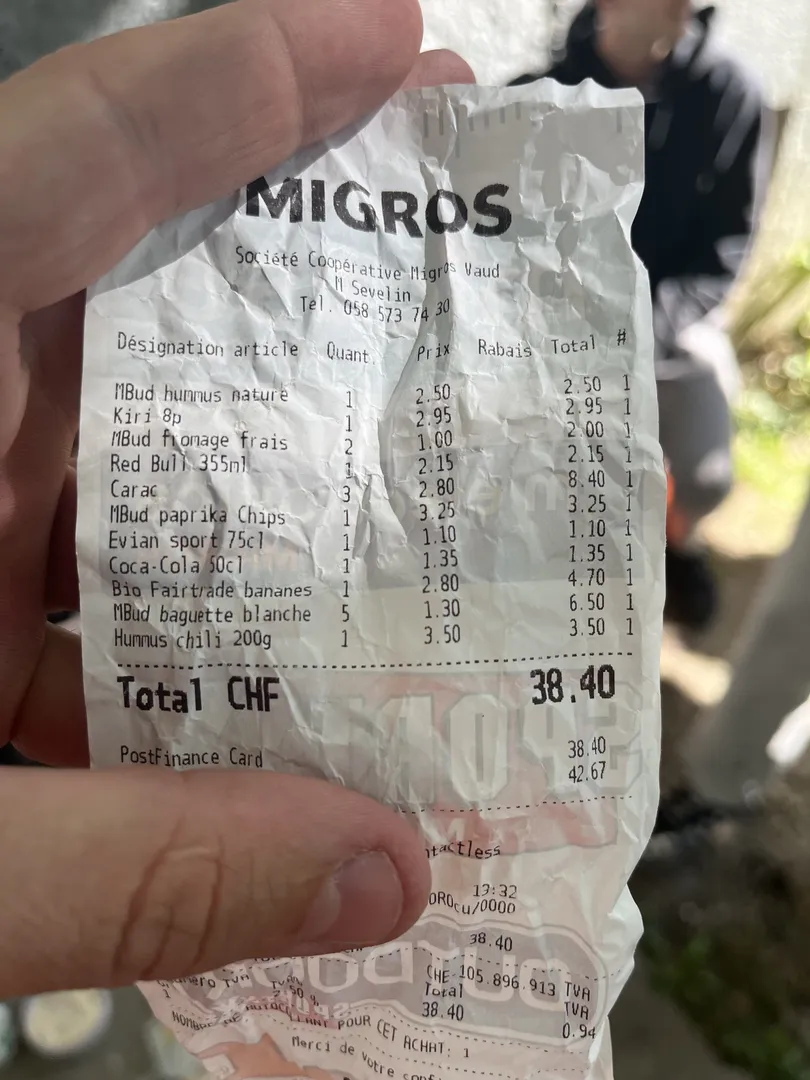 MIGROS
Société Coopérative Migros Vaud
M Sevelin
Tel. 058 573 74 30
Désignation article Quant. Prix Rabais Total #
MBud hummus nature 1 2.50 2.50 1
Kiri 8p 1 2.95 2.95 1
MBud fromage frais 2 1.00 2.00 1
Red Bull 355ml 1 2.15 2.15 1
Carac 3 2.80 8.40 1
MBud paprika Chips 1 3.25 3.25 1
Evian sport 75cl 1 1.10 1.10 1
Coca-Cola 50cl 1 1.35 1.35 1
Bio Fairtrade bananes 1 2.80 4.70 1
MBud baguette blanche 5 1.30 6.50 1
Hummus chili 200g 1 3.50 3.50 1
Total CHF 38.40
PostFinance Card 38.40
42.67
13:32
38.40
CHE-105.896.913 TVA
Total TVA
1 2.50 % 38.40 0.94
POUR CET ACHAT: 1
Merci de votre